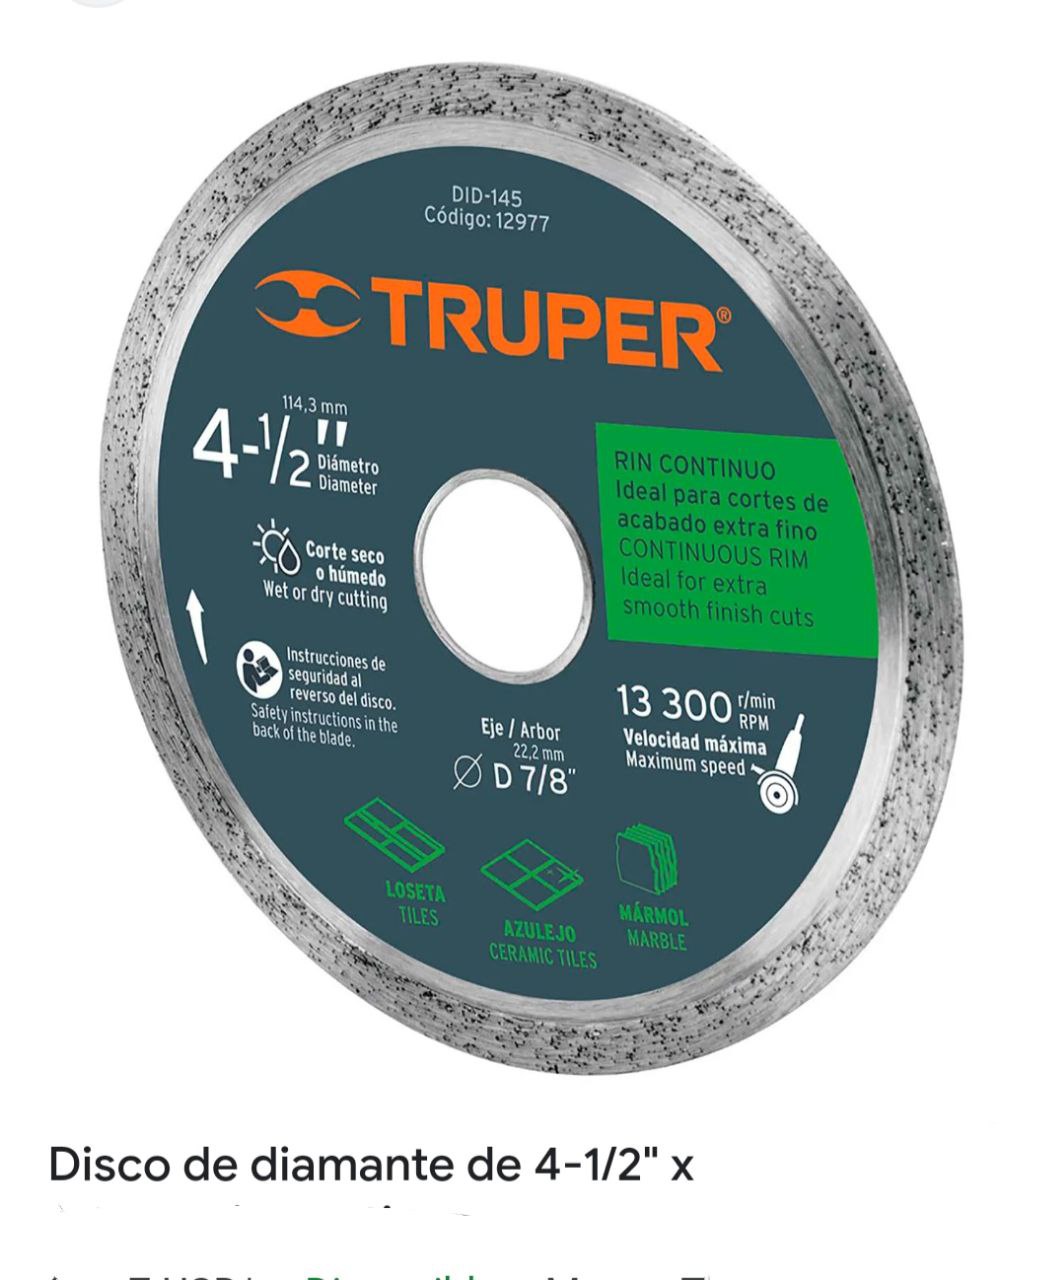 DID-145
Código: 12977
TRUPER®
114,3 mm
4-1/2"
Diámetro
Diameter
RIN CONTINUO
Ideal para cortes de
acabado extra fino
CONTINUOUS RIM
Ideal for extra
smooth finish cuts
Corte seco
o húmedo
Wet or dry cutting
Instrucciones de
seguridad al
reverso del disco.
Safety instructions in the
back of the blade.
Eje / Arbor
22,2 mm
Ø D 7/8"
13 300 r/min
RPM
Velocidad máxima
Maximum speed
LOSETA
TILES
AZULEJO
CERAMIC TILES
MÁRMOL
MARBLE
Disco de diamante de 4-1/2" x